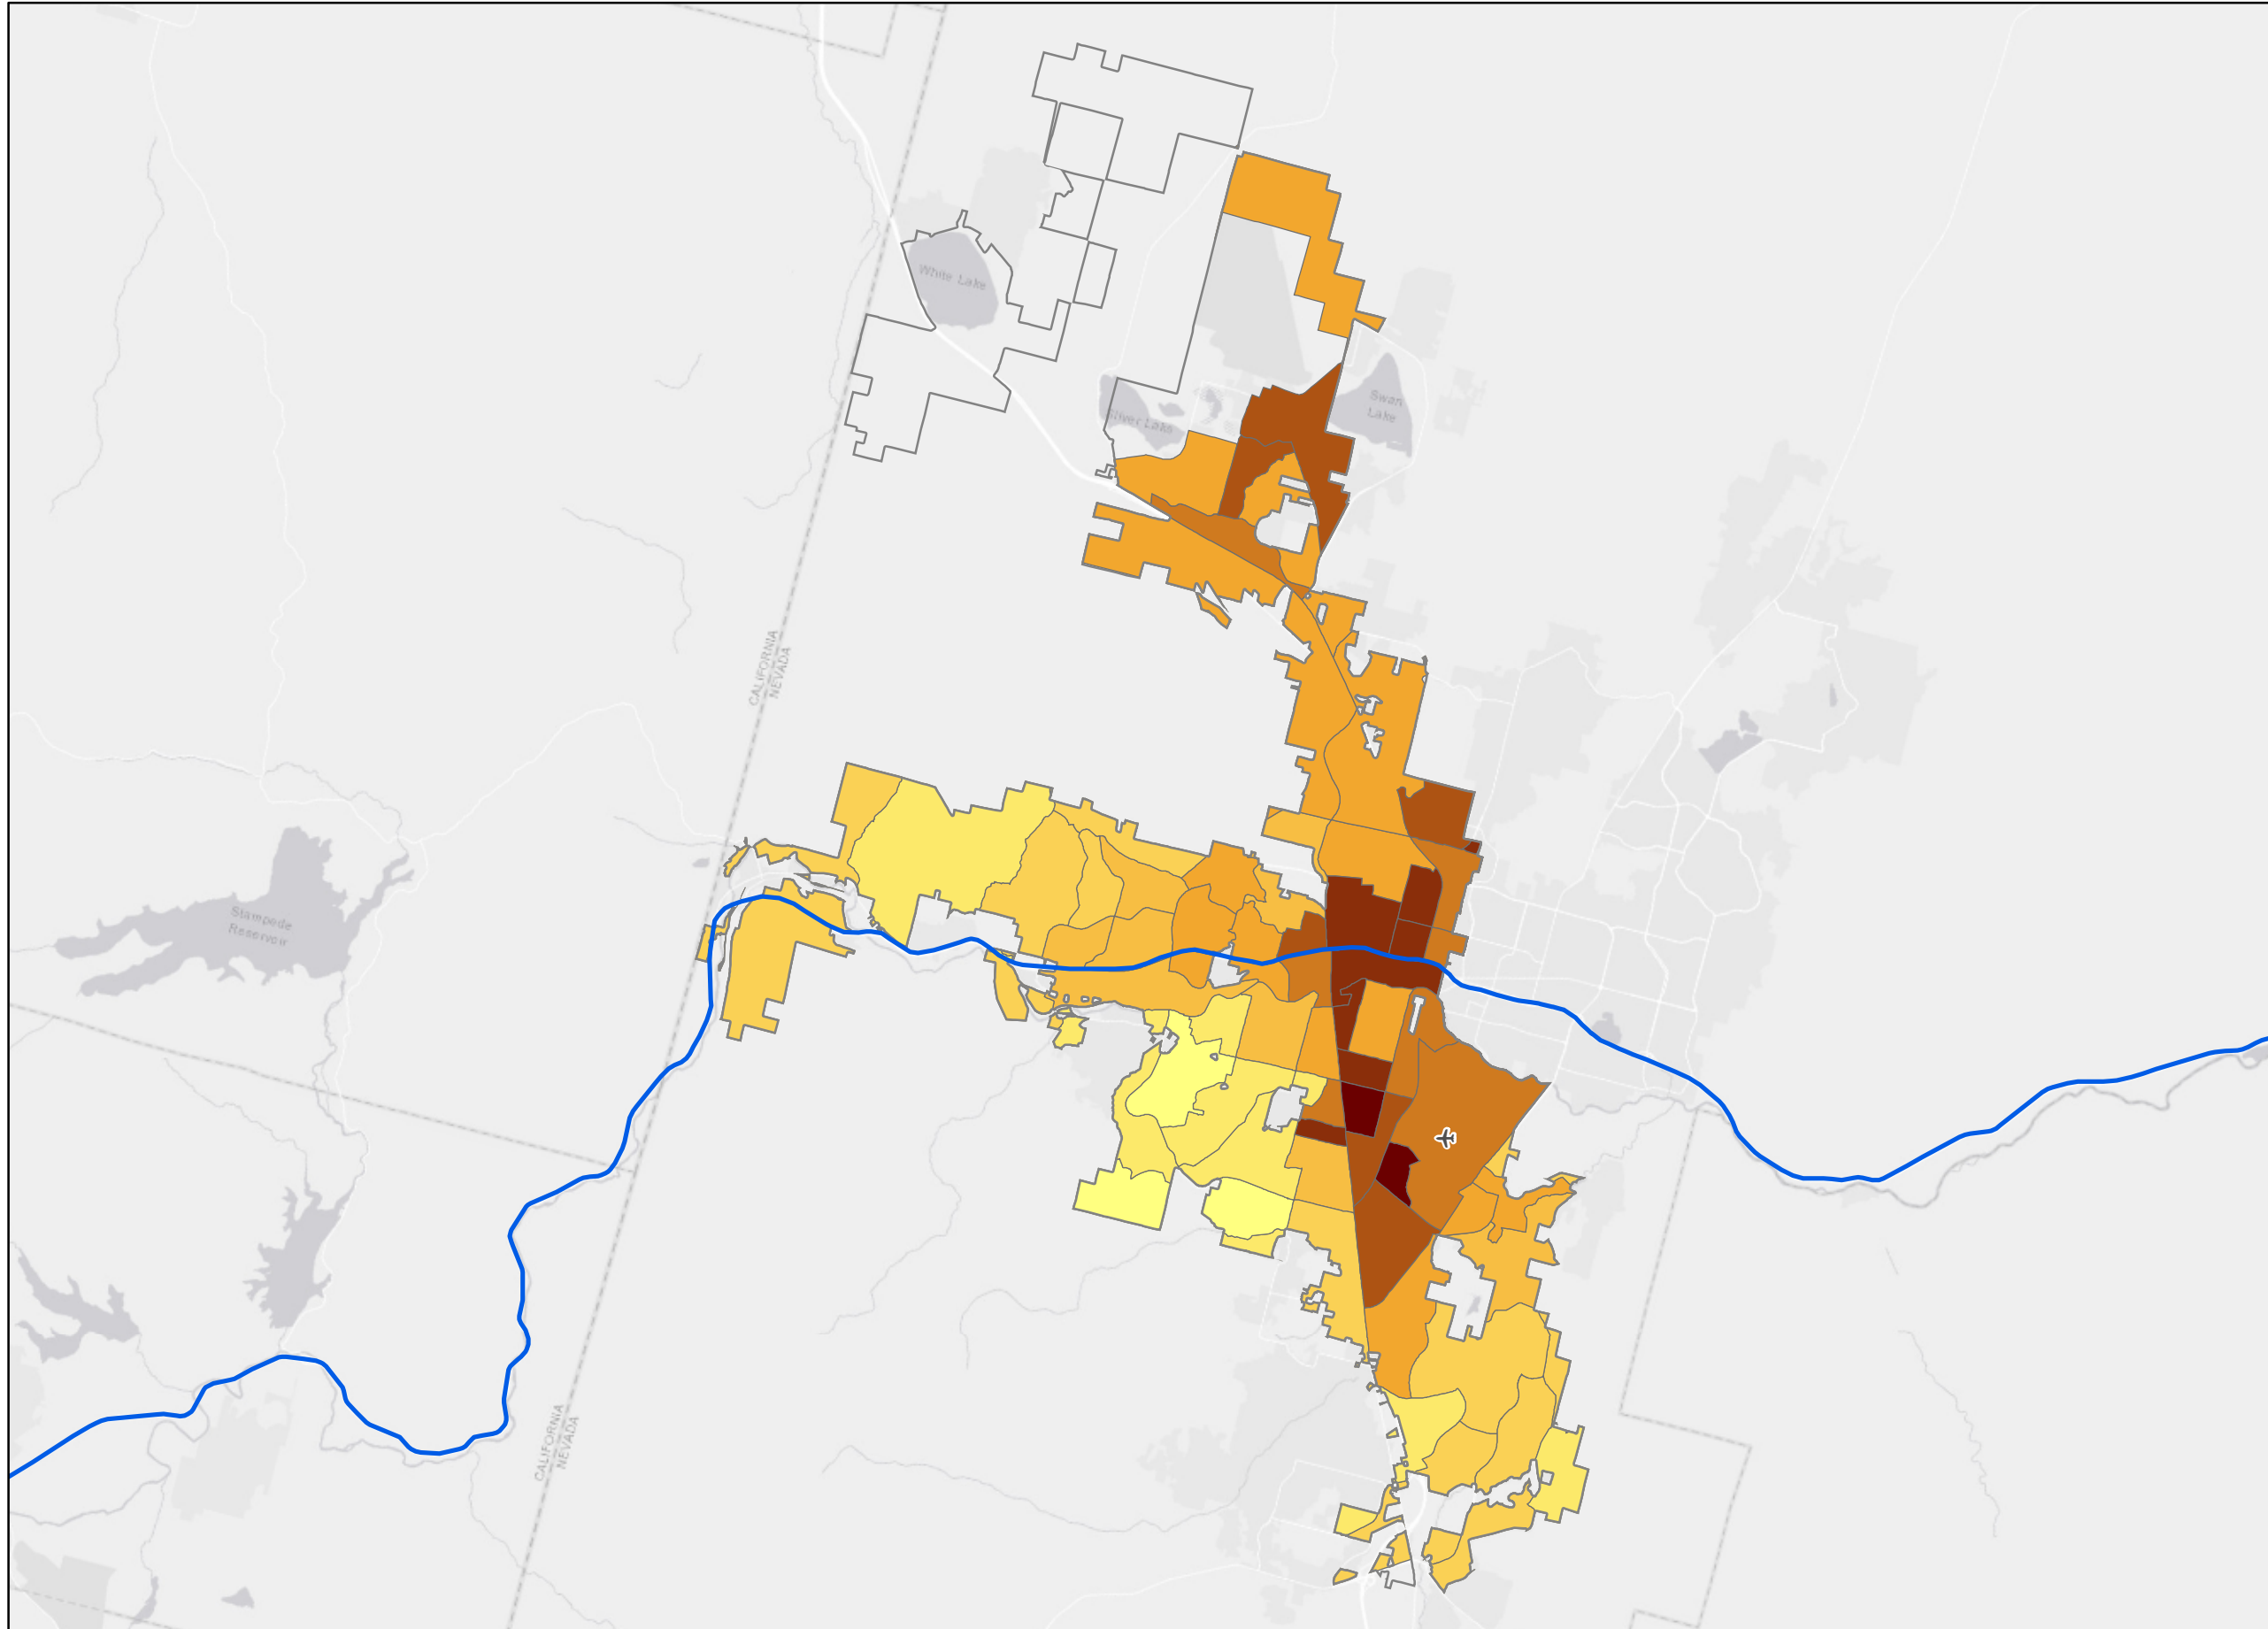 White Lake
Silver Lake
Swan
Lake
CALIFORNIA
NEVADA
Stampede
Reservoir
CALIFORNIA
NEVADA